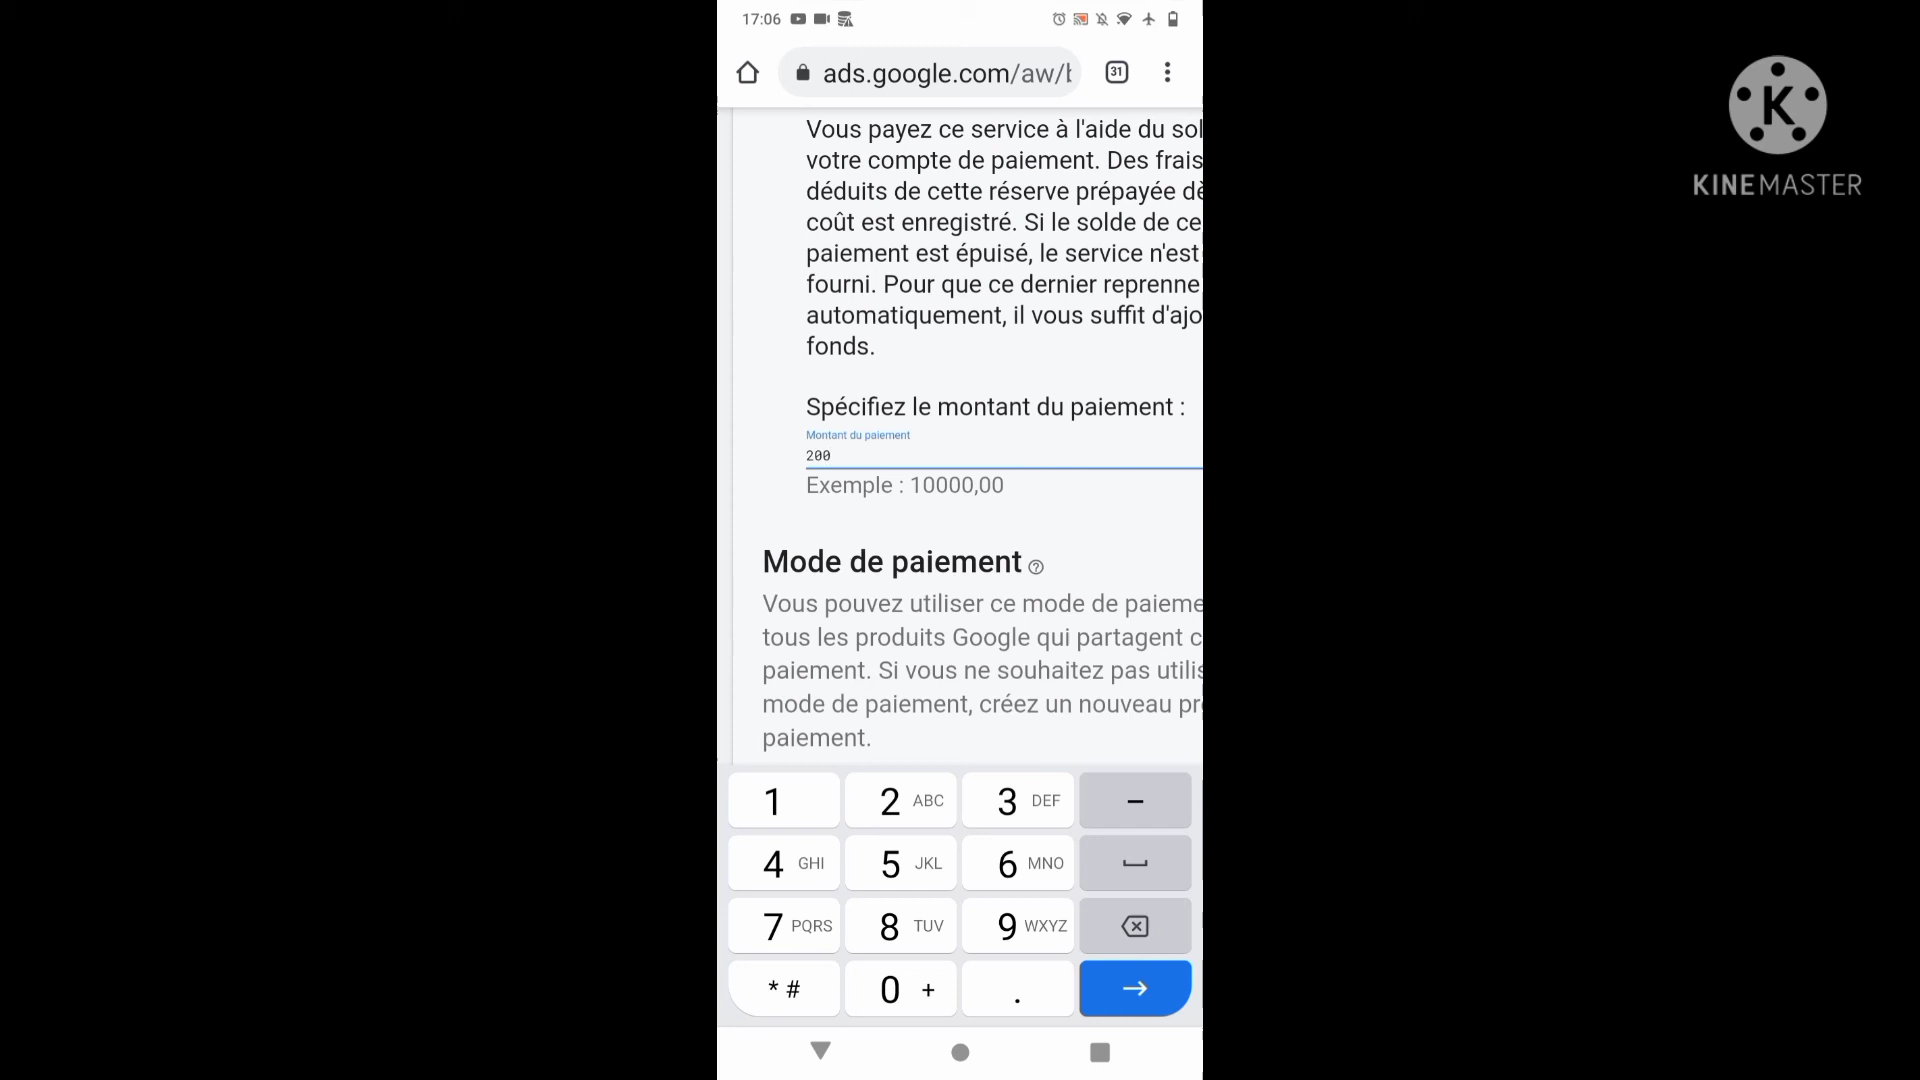 17:06
ads.google.com/aw/b
31
K
KINEMASTER
Vous payez ce service à l'aide du sol
votre compte de paiement. Des frais
déduits de cette réserve prépayée dè
coût est enregistré. Si le solde de ce
paiement est épuisé, le service n'est
fourni. Pour que ce dernier reprenne
automatiquement, il vous suffit d'ajo
fonds.
Spécifiez le montant du paiement :
Montant du paiement
200
Exemple : 10000,00
Mode de paiement ?
Vous pouvez utiliser ce mode de paieme
tous les produits Google qui partagent c
paiement. Si vous ne souhaitez pas utilis
mode de paiement, créez un nouveau pr
paiement.
1 2 ABC 3 DEF –
4 GHI 5 JKL 6 MNO
7 PQRS 8 TUV 9 WXYZ
* # 0 + .